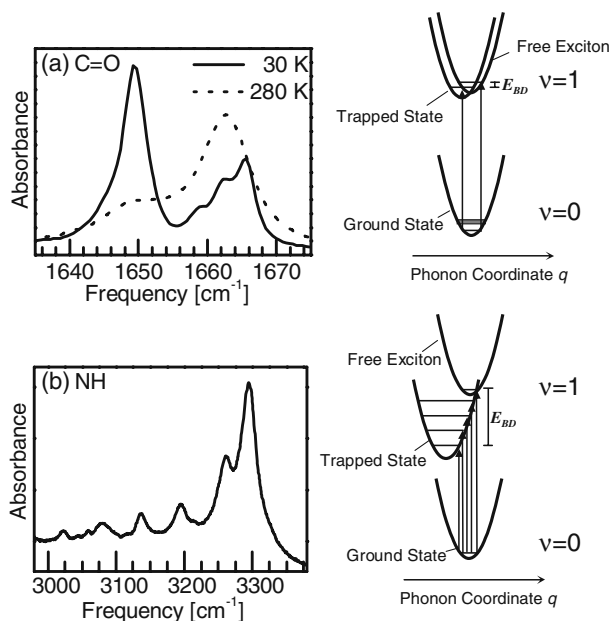 (a) C=O
30 K
280 K
Absorbance
1640 1650 1660 1670
Frequency [cm⁻¹]
Free Exciton
ν=1
E_BD
Trapped State
Ground State
ν=0
Phonon Coordinate q
(b) NH
Absorbance
3000 3100 3200 3300
Frequency [cm⁻¹]
Free Exciton
ν=1
E_BD
Trapped State
Ground State
ν=0
Phonon Coordinate q